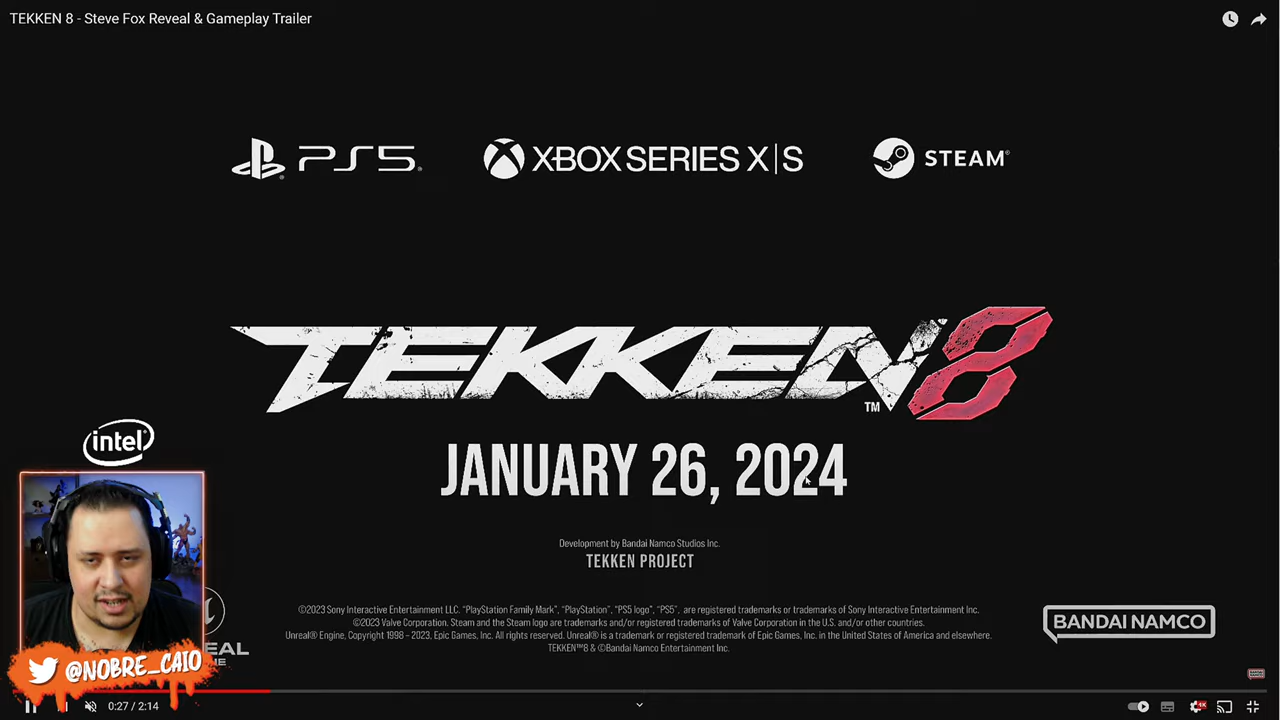 TEKKEN 8 - Steve Fox Reveal & Gameplay Trailer
PS5
XBOX SERIES X|S
STEAM®
TEKKEN 8
TM
intel
JANUARY 26, 2024
Development by Bandai Namco Studios Inc.
TEKKEN PROJECT
©2023 Sony Interactive Entertainment LLC. "PlayStation Family Mark", "PlayStation", "PS5 logo", "PS5", are registered trademarks or trademarks of Sony Interactive Entertainment Inc.
©2023 Valve Corporation. Steam and the Steam logo are trademarks and/or registered trademarks of Valve Corporation in the U.S. and/or other countries.
Unreal® Engine, Copyright 1998 – 2023, Epic Games, Inc. All rights reserved. Unreal® is a trademark or registered trademark of Epic Games, Inc. in the United States of America and elsewhere.
TEKKEN™8 & ©Bandai Namco Entertainment Inc.
BANDAI NAMCO
@NOBRE_CAIO
0:27 / 2:14
4K